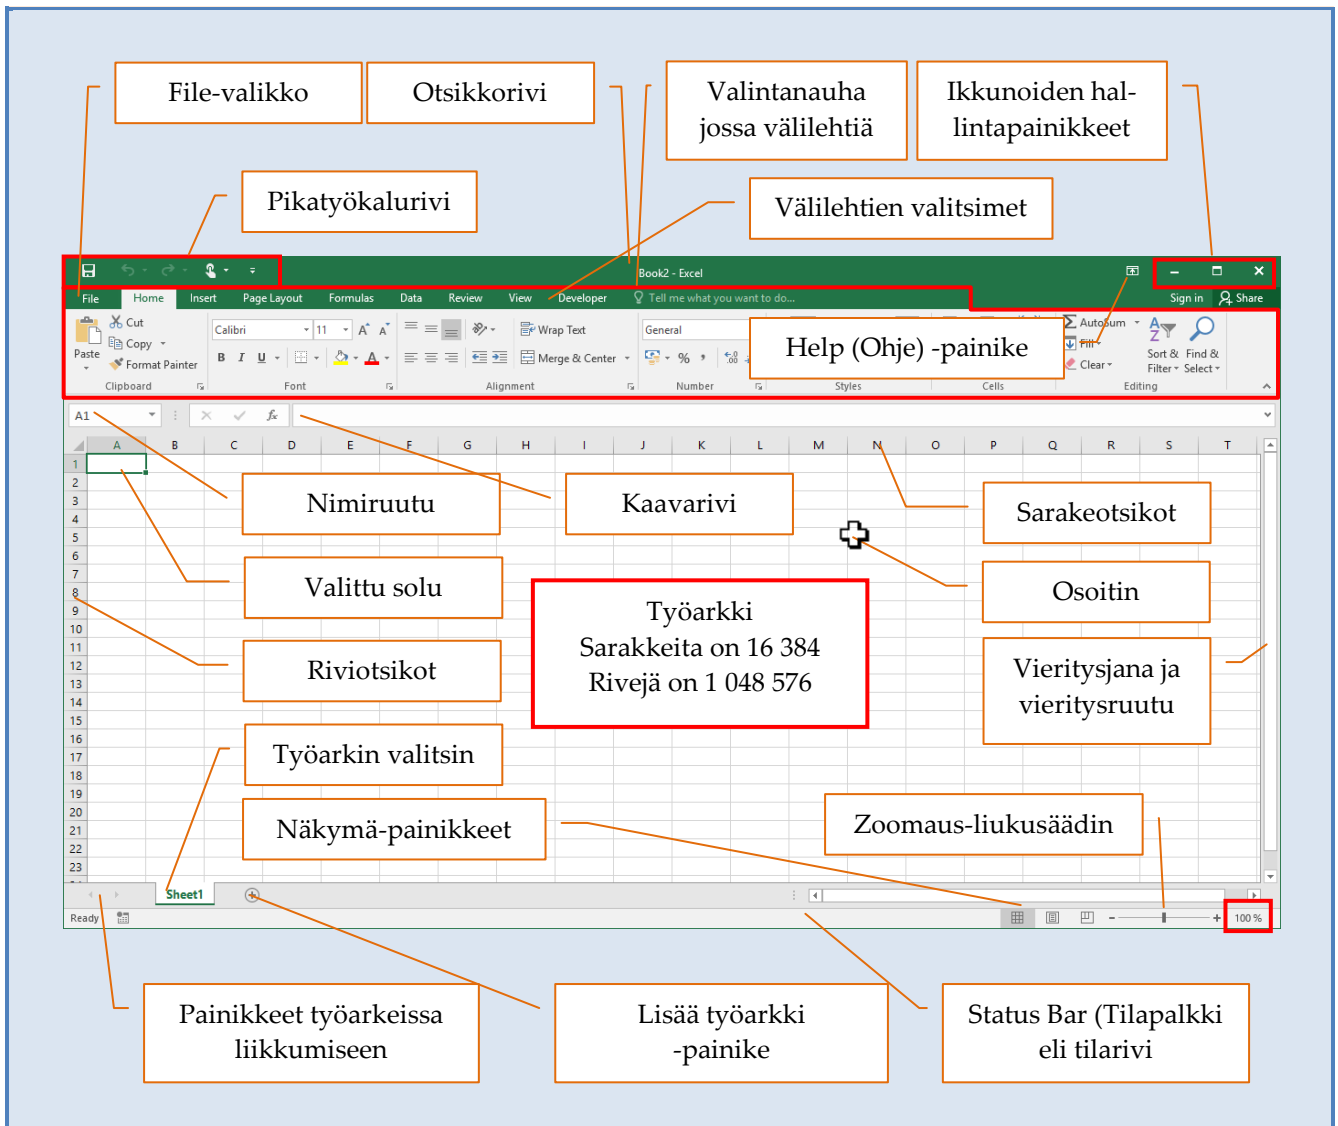 File-valikko
Otsikkorivi
Valintanauha
jossa välilehtiä
Ikkunoiden hal-
lintapainikkeet
Pikatyökalurivi
Välilehtien valitsimet
Book2 - Excel
File Home Insert Page Layout Formulas Data Review View Developer Tell me what you want to do... Sign in Share
Paste
Cut
Copy
Format Painter
Clipboard
Calibri 11
B I U
Font
Wrap Text
Merge & Center
Alignment
General
%
Number
Help (Ohje) -painike
Styles
Cells
AutoSum
Fill
Clear
Sort &
Filter
Find &
Select
Editing
A1 fx
A B C D E F G H I J K L M N O P Q R S T
1
2
3
4
5
6
7
8
9
10
11
12
13
14
15
16
17
18
19
20
21
22
23
Nimiruutu
Kaavarivi
Sarakeotsikot
Valittu solu
Osoitin
Työarkki
Sarakkeita on 16 384
Rivejä on 1 048 576
Riviotsikot
Vieritysjana ja
vieritysruutu
Työarkin valitsin
Näkymä-painikkeet
Zoomaus-liukusäädin
Sheet1
Ready
100 %
Painikkeet työarkeissa
liikkumiseen
Lisää työarkki
-painike
Status Bar (Tilapalkki
eli tilarivi